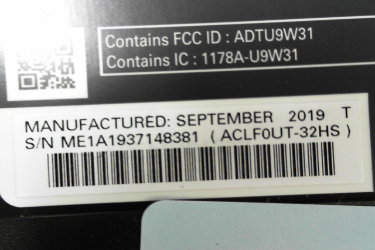 Contains FCC ID : ADTU9W31
Contains IC : 1178A-U9W31
MANUFACTURED: SEPTEMBER 2019 T
S/N ME1A1937148381 ( ACLF0UT-32HS )